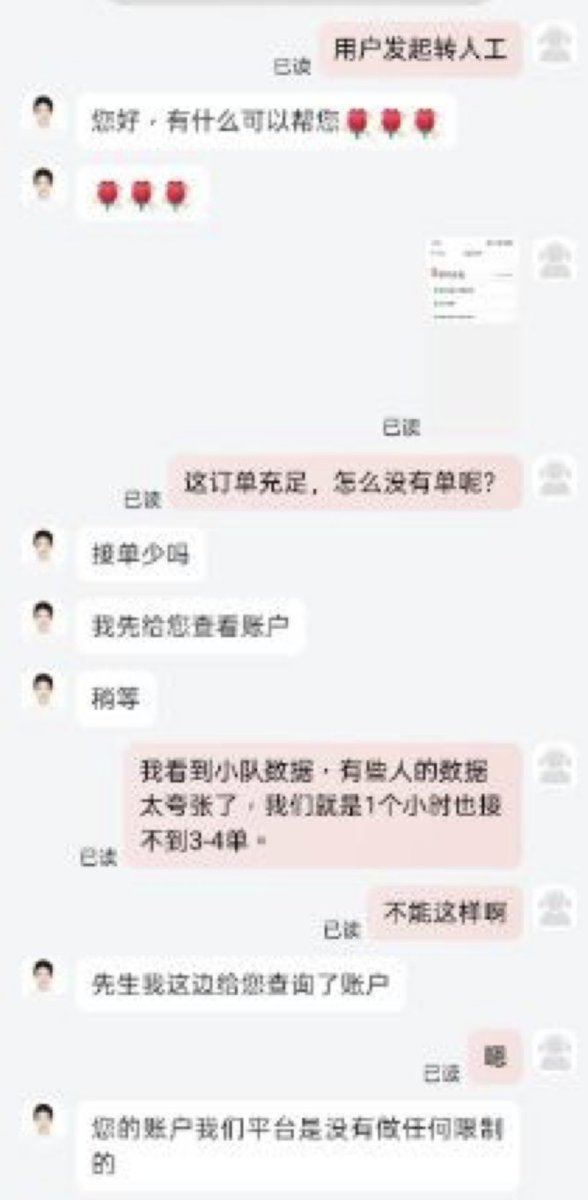 用户发起转人工
已读
您好，有什么可以帮您🌹🌹🌹
🌹🌹🌹
已读
这订单充足，怎么没有单呢？
已读
接单少吗
我先给您查看账户
稍等
我看到小队数据，有些人的数据
太夸张了，我们就是1个小时也接
不到3-4单。
已读
不能这样啊
已读
先生我这边给您查询了账户
嗯
已读
您的账户我们平台是没有做任何限制
的